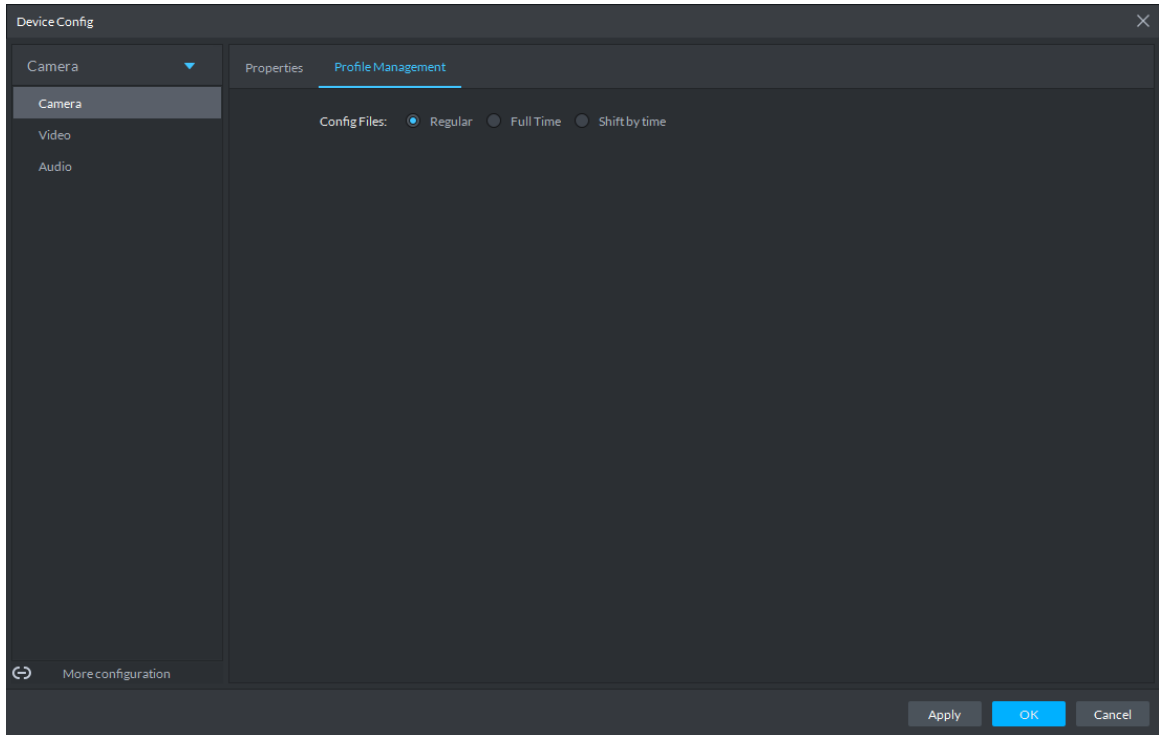 Device Config
Camera
Properties Profile Management
Camera
Config Files: Regular Full Time Shift by time
Video
Audio
More configuration
Apply OK Cancel